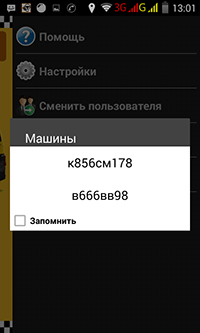 3G G 13:01
Помощь
Настройки
Сменить пользователя
Машины
к856см178
в666вв98
Запомнить